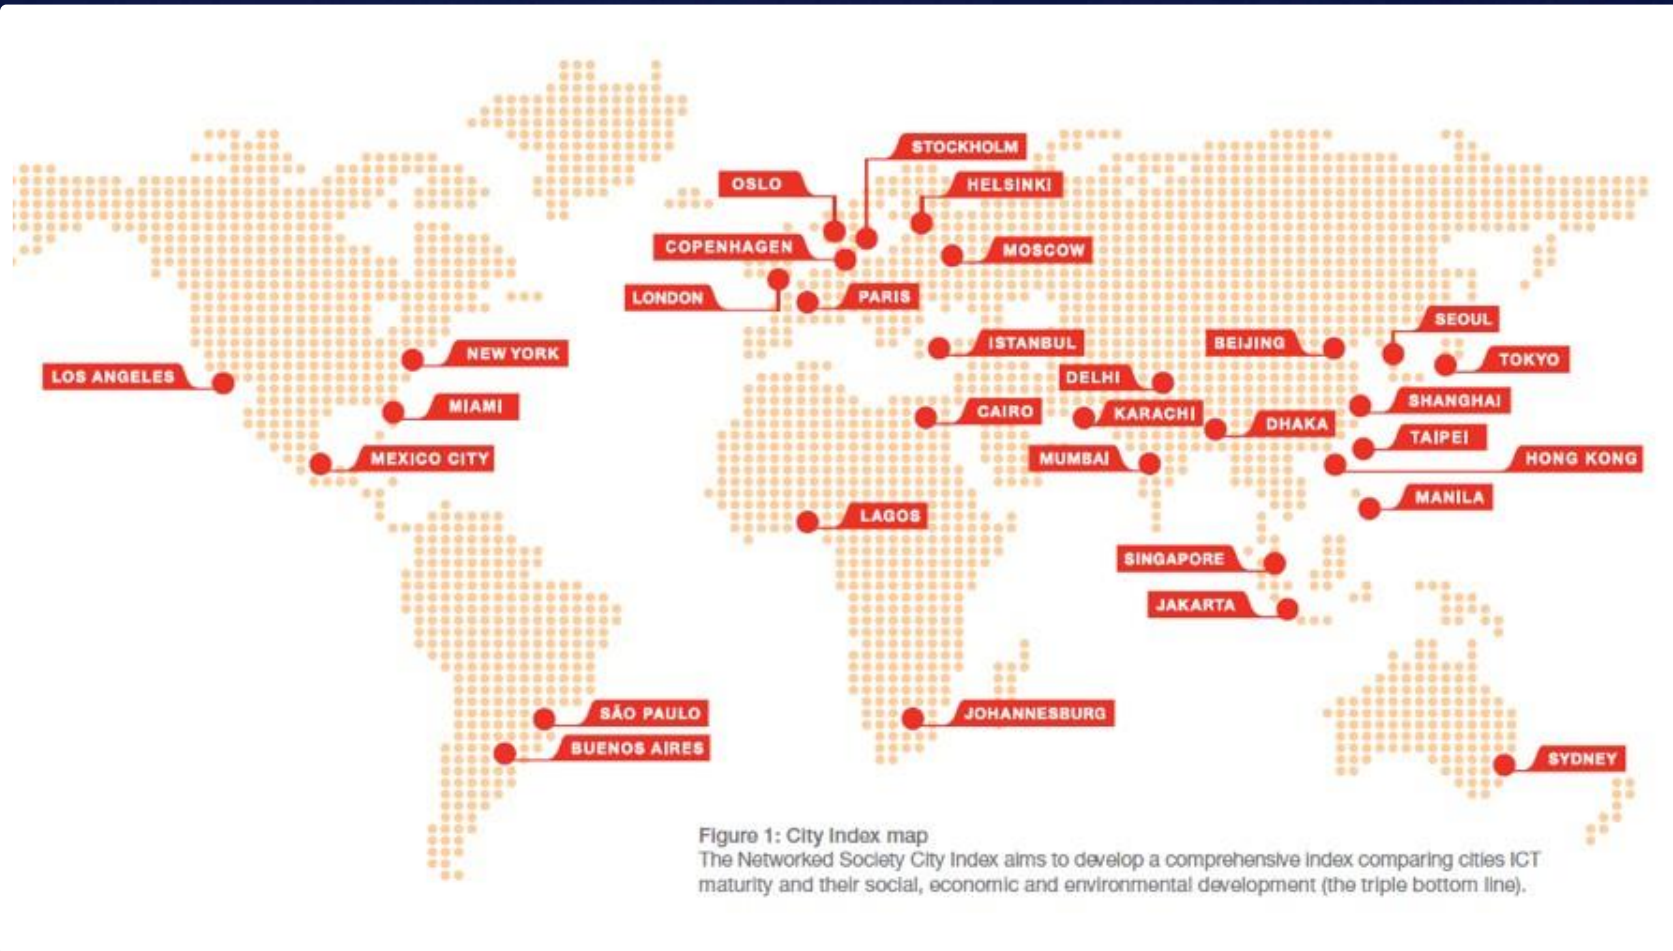 STOCKHOLM
OSLO
HELSINKI
COPENHAGEN
MOSCOW
LONDON
PARIS
SEOUL
NEW YORK
ISTANBUL
BEIJING
TOKYO
LOS ANGELES
DELHI
MIAMI
CAIRO
KARACHI
SHANGHAI
DHAKA
TAIPEI
MEXICO CITY
MUMBAI
HONG KONG
MANILA
LAGOS
SINGAPORE
JAKARTA
SÃO PAULO
JOHANNESBURG
BUENOS AIRES
SYDNEY
Figure 1: City Index map
The Networked Society City Index aims to develop a comprehensive index comparing cities ICT
maturity and their social, economic and environmental development (the triple bottom line).